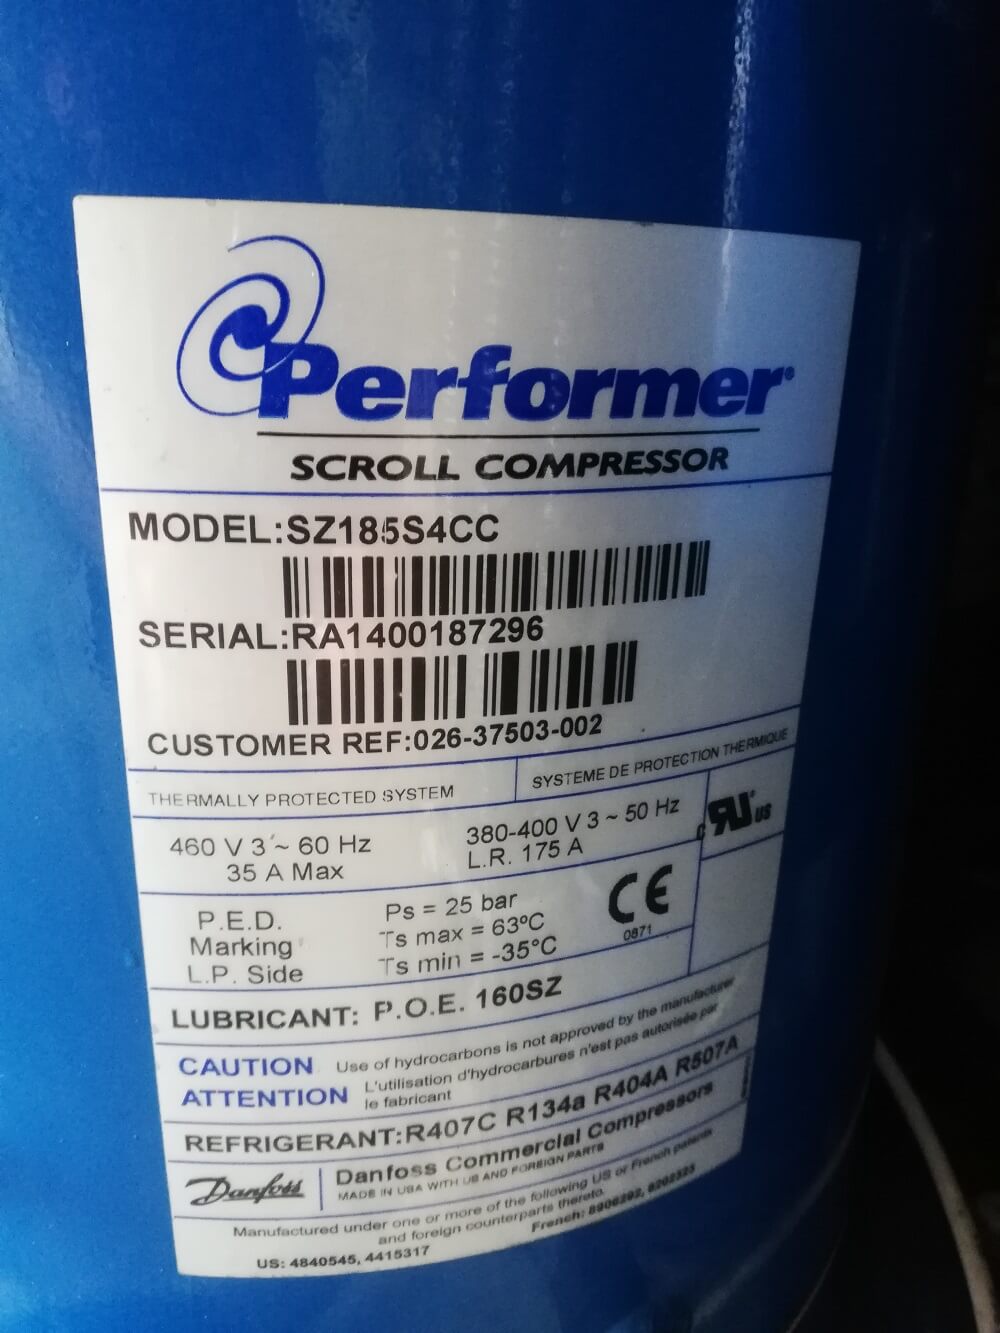 Performer®
SCROLL COMPRESSOR
MODEL:SZ185S4CC
SERIAL:RA1400187296
CUSTOMER REF:026-37503-002
THERMALLY PROTECTED SYSTEM
SYSTEME DE PROTECTION THERMIQUE
460 V 3 ~ 60 Hz
35 A Max
380-400 V 3 ~ 50 Hz
L.R. 175 A
c RU US
P.E.D.
Marking
L.P. Side
Ps = 25 bar
Ts max = 63ºC
Ts min = -35ºC
CE
0871
LUBRICANT: P.O.E. 160SZ
CAUTION Use of hydrocarbons is not approved by the manufacturer
ATTENTION L'utilisation d'hydrocarbures n'est pas autorisée par
le fabricant
REFRIGERANT:R407C R134a R404A R507A
Danfoss
Danfoss Commercial Compressors
MADE IN USA WITH US AND FOREIGN PARTS
Manufactured under one or more of the following US or French patents
and foreign counterparts thereto.
US: 4840545, 4415317
French: